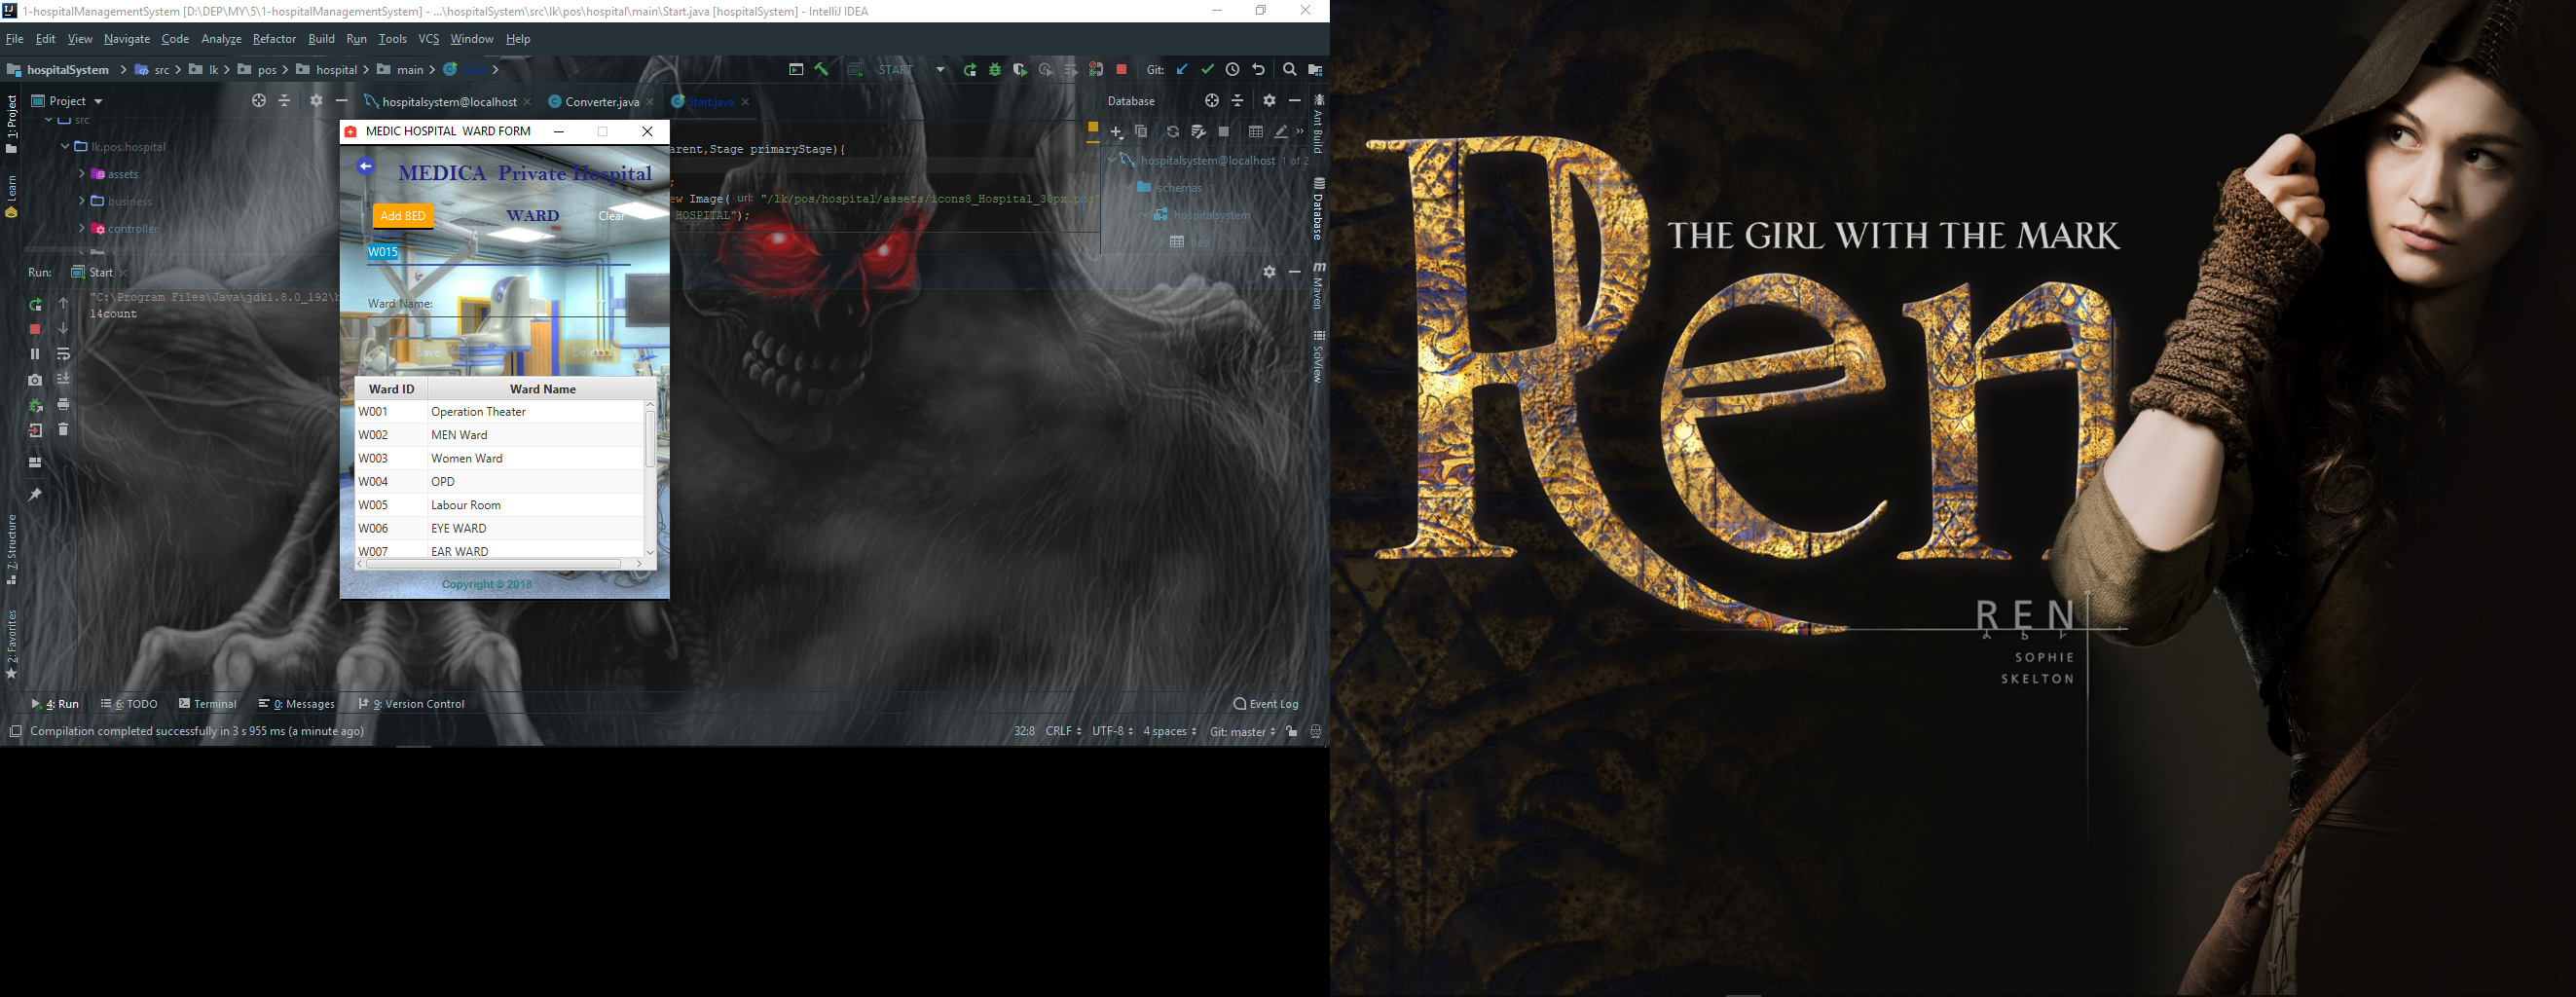 1-hospitalManagementSystem [D:\DEP\MY\5\1-hospitalManagementSystem] - ...\hospitalSystem\src\lk\pos\hospital\main\Start.java [hospitalSystem] - IntelliJ IDEA
File Edit View Navigate Code Analyze Refactor Build Run Tools VCS Window Help
hospitalSystem src lk pos hospital main
START Git:
Project
hospitalsystem@localhost Converter.java Start.java
Database
src
lk.pos.hospital
assets
business
controller
1: Project
Learn
7: Structure
2: Favorites
arent,Stage primaryStage){
;
ew Image( url: "/lk/pos/hospital/assets/icons8_Hospital_30px.png"
HOSPITAL");
hospitalsystem@localhost 1 of 2
schemas 1
hospitalsystem
bed
Ant Build
Database
Maven
SciView
Run: Start
"C:\Program Files\Java\jdk1.8.0_192\b
14count
MEDIC HOSPITAL WARD FORM
MEDICA Private Hospital
Add BED WARD Clear
W015
Ward Name:
Save Delete
Ward ID Ward Name
W001 Operation Theater
W002 MEN Ward
W003 Women Ward
W004 OPD
W005 Labour Room
W006 EYE WARD
W007 EAR WARD
Copyright © 2018
4: Run 6: TODO Terminal 0: Messages 9: Version Control Event Log
Compilation completed successfully in 3 s 955 ms (a minute ago) 32:8 CRLF UTF-8 4 spaces Git: master
THE GIRL WITH THE MARK
Ren
REN
SOPHIE
SKELTON